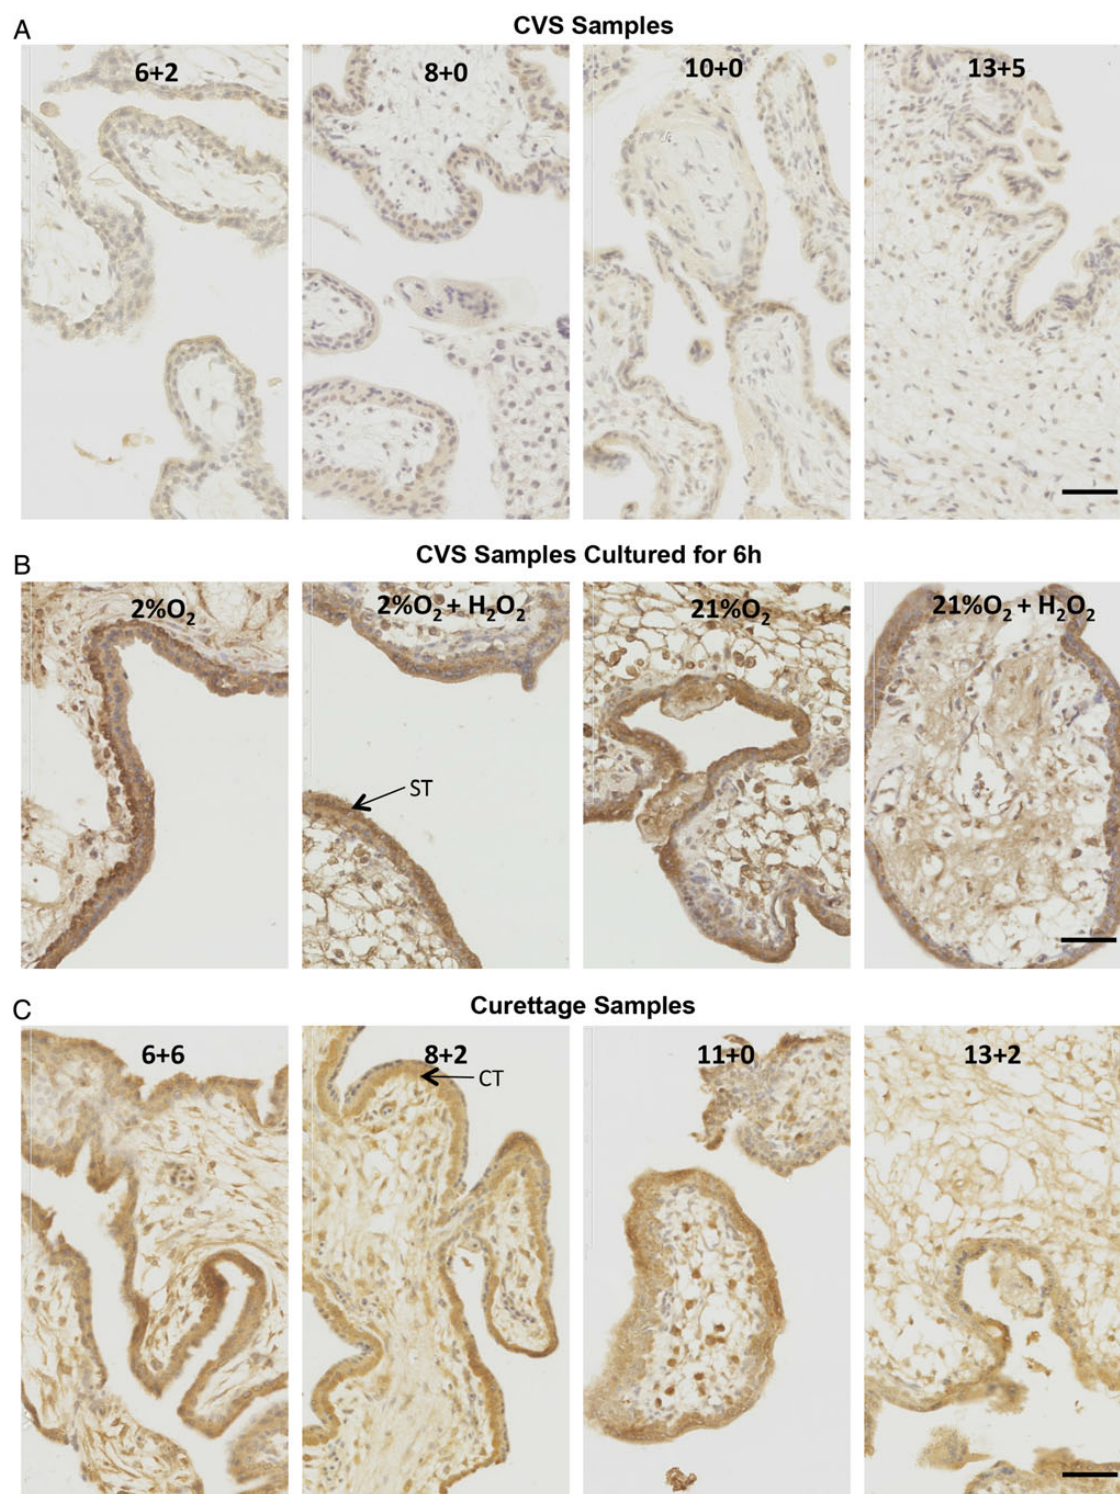 A
CVS Samples
6+2
8+0
10+0
13+5
B
CVS Samples Cultured for 6h
2%O₂
2%O₂ + H₂O₂
21%O₂
21%O₂ + H₂O₂
ST
C
Curettage Samples
6+6
8+2
11+0
13+2
CT